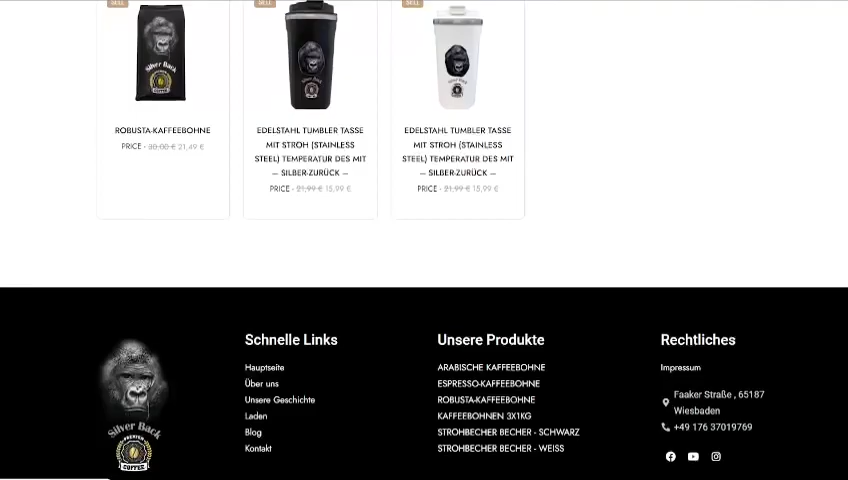 SELL
SELL
SELL
Silver Back
COFFEE
ROBUSTA-KAFFEEBOHNE
PRICE - 30,00 € 21,49 €
EDELSTAHL TUMBLER TASSE
MIT STROH (STAINLESS
STEEL) TEMPERATUR DES MIT
– SILBER-ZURÜCK –
PRICE - 21,99 € 15,99 €
EDELSTAHL TUMBLER TASSE
MIT STROH (STAINLESS
STEEL) TEMPERATUR DES MIT
– SILBER-ZURÜCK –
PRICE - 21,99 € 15,99 €
Silver Back
PREMIUM
COFFEE
Schnelle Links
Hauptseite
Über uns
Unsere Geschichte
Laden
Blog
Kontakt
Unsere Produkte
ARABISCHE KAFFEEBOHNE
ESPRESSO-KAFFEEBOHNE
ROBUSTA-KAFFEEBOHNE
KAFFEEBOHNEN 3X1KG
STROHBECHER BECHER - SCHWARZ
STROHBECHER BECHER - WEISS
Rechtliches
Impressum
Faaker Straße , 65187
Wiesbaden
+49 176 37019769